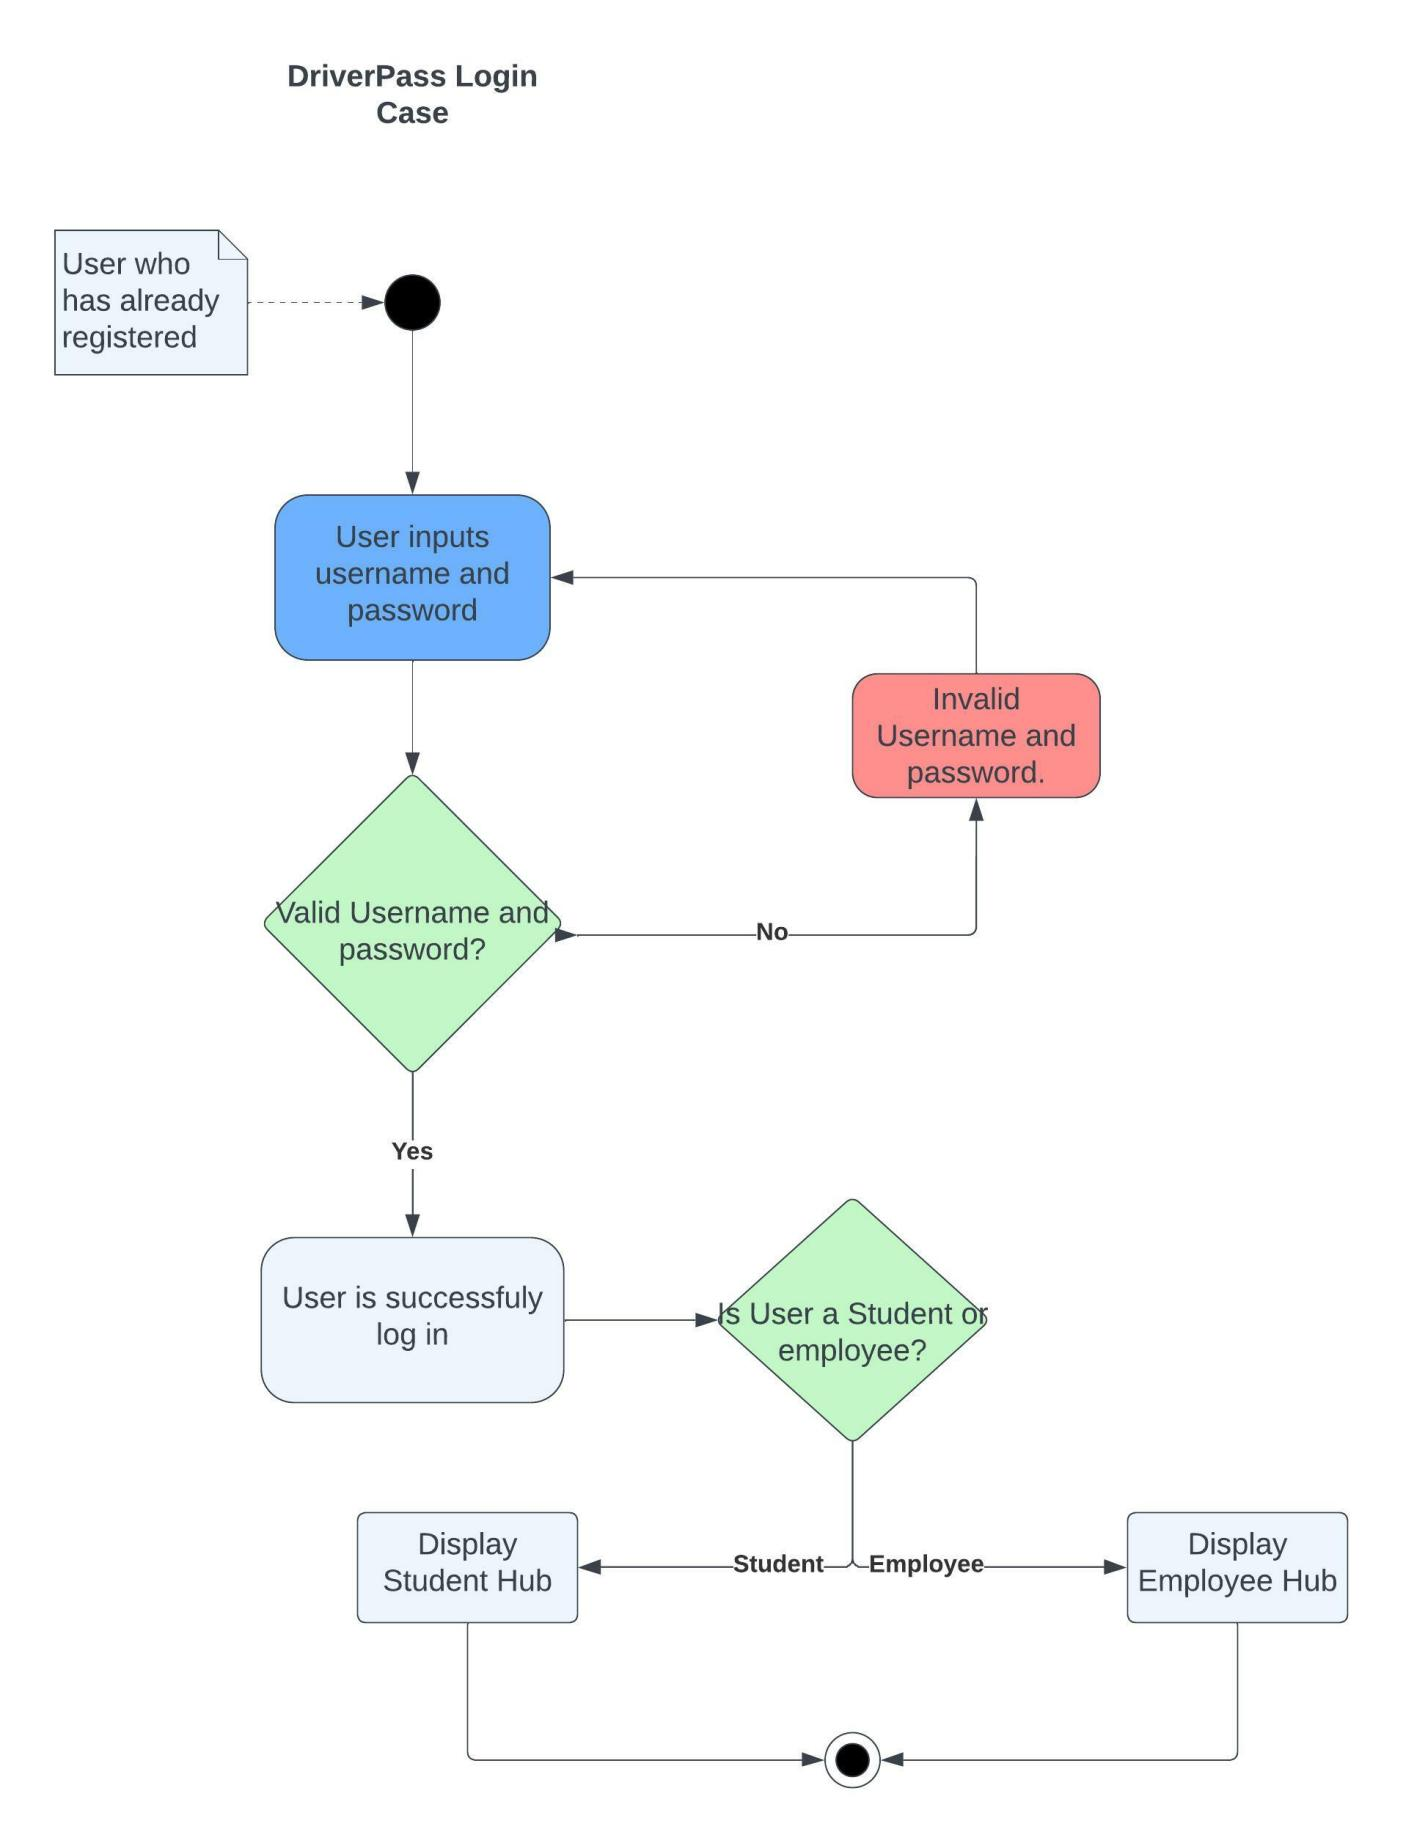 DriverPass Login
Case
User who
has already
registered
User inputs
username and
password
Invalid
Username and
password.
Valid Username and
password?
No
Yes
User is successfuly
log in
Is User a Student or
employee?
Display
Student Hub
Student
Employee
Display
Employee Hub